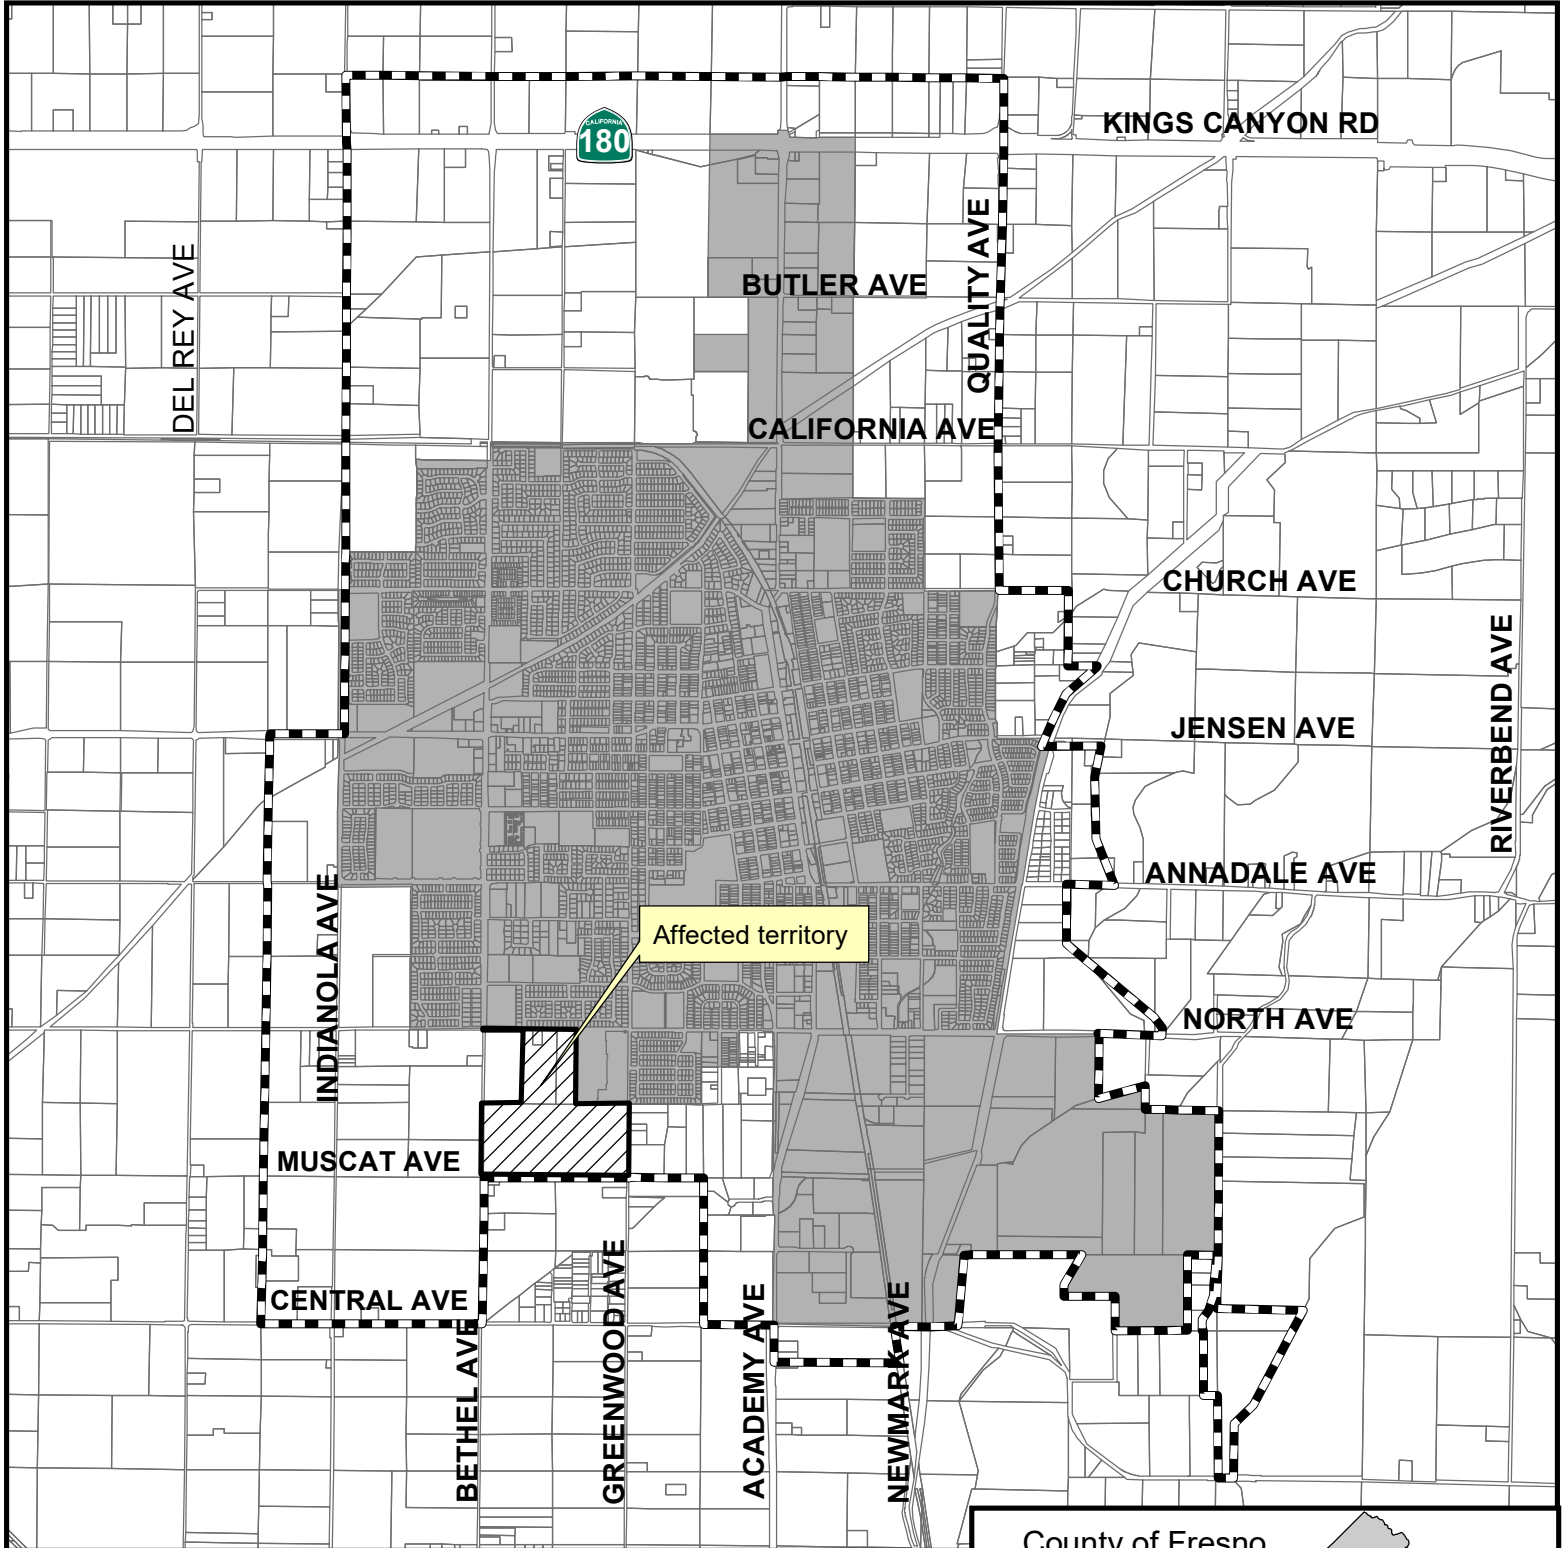 KINGS CANYON RD
CALIFORNIA
180
QUALITY AVE
DEL REY AVE
BUTLER AVE
CALIFORNIA AVE
CHURCH AVE
RIVERBEND AVE
JENSEN AVE
ANNADALE AVE
INDIANOLA AVE
Affected territory
NORTH AVE
MUSCAT AVE
CENTRAL AVE
BETHEL AVE
GREENWOOD AVE
ACADEMY AVE
NEWMARK AVE
County of Fresno